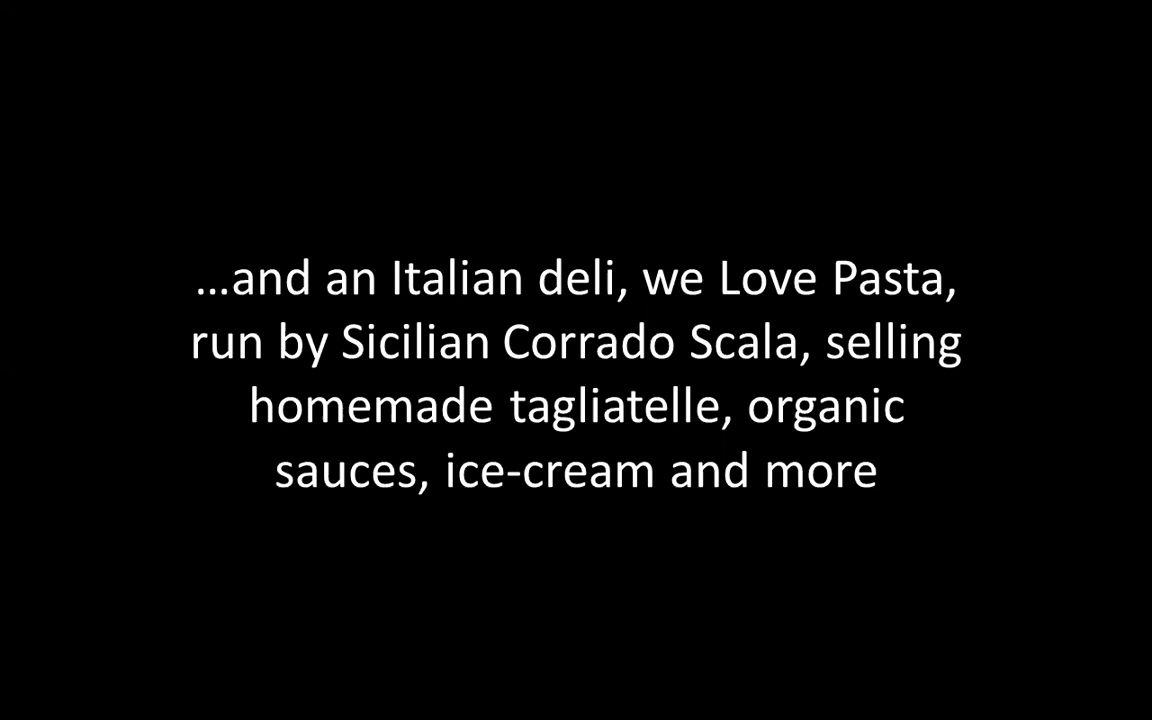 …and an Italian deli, we Love Pasta,
run by Sicilian Corrado Scala, selling
homemade tagliatelle, organic
sauces, ice-cream and more